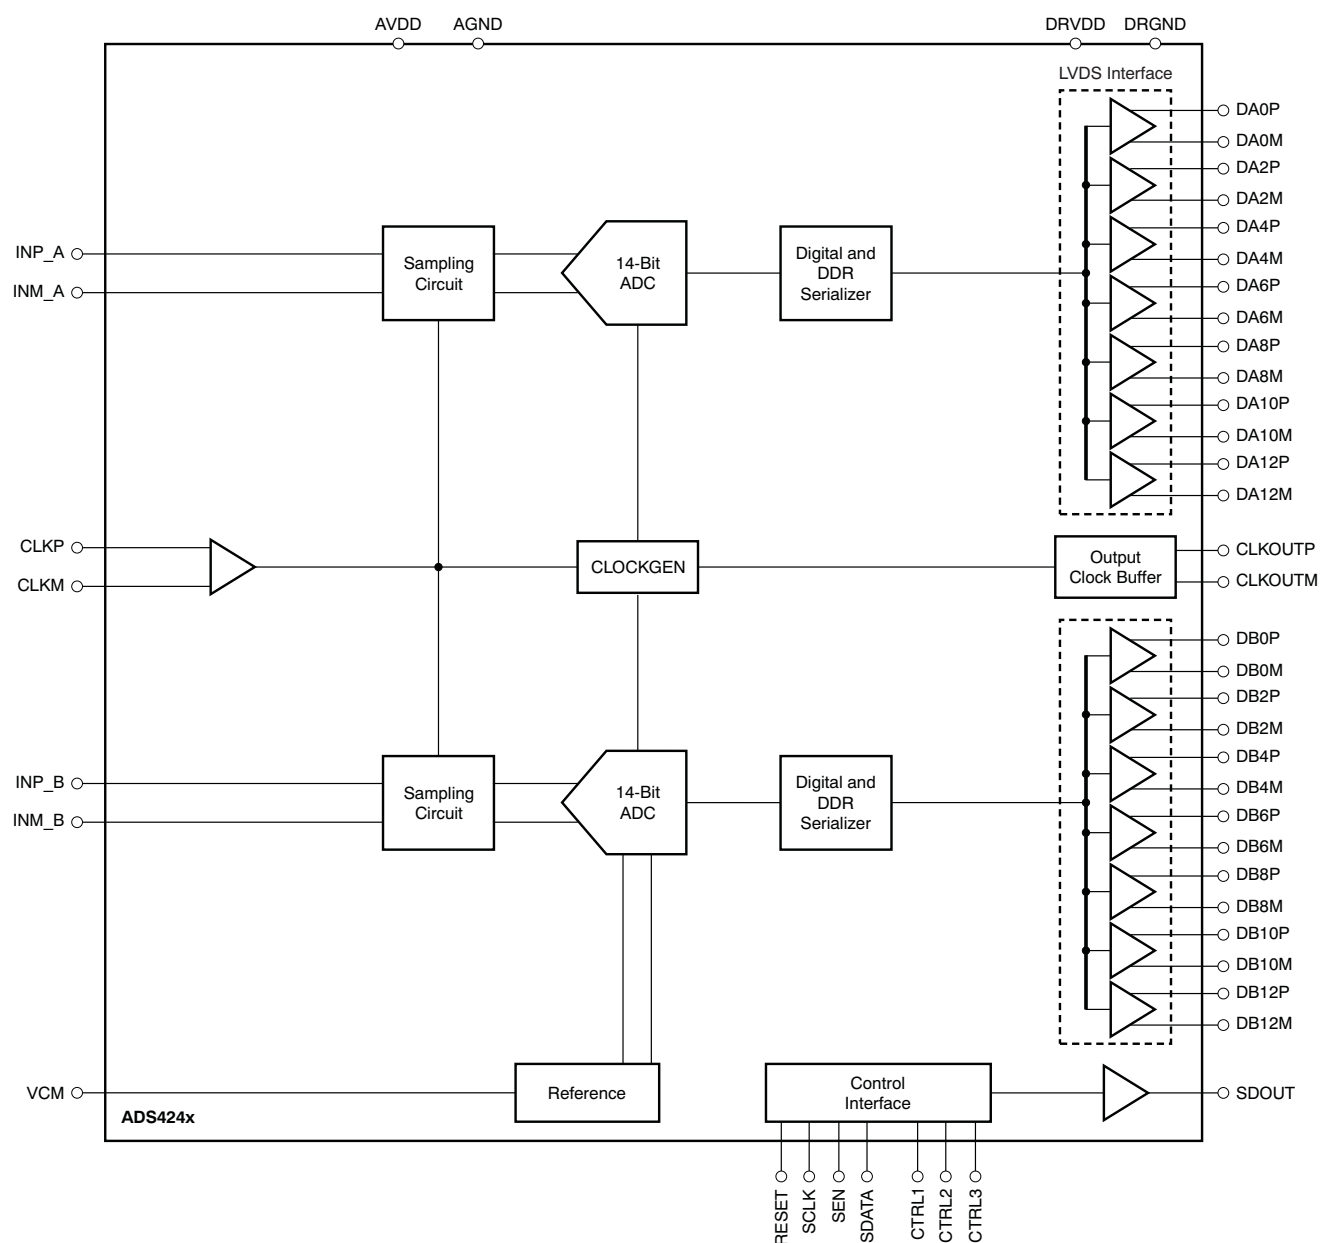 AVDD
AGND
DRVDD
DRGND
LVDS Interface
DA0P
DA0M
DA2P
DA2M
DA4P
DA4M
DA6P
DA6M
DA8P
DA8M
DA10P
DA10M
DA12P
DA12M
INP_A
INM_A
Sampling
Circuit
14-Bit
ADC
Digital and
DDR
Serializer
CLKP
CLKM
CLOCKGEN
Output
Clock Buffer
CLKOUTP
CLKOUTM
DB0P
DB0M
DB2P
DB2M
DB4P
DB4M
DB6P
DB6M
DB8P
DB8M
DB10P
DB10M
DB12P
DB12M
INP_B
INM_B
Sampling
Circuit
14-Bit
ADC
Digital and
DDR
Serializer
VCM
Reference
Control
Interface
SDOUT
ADS424x
RESET
SCLK
SEN
SDATA
CTRL1
CTRL2
CTRL3